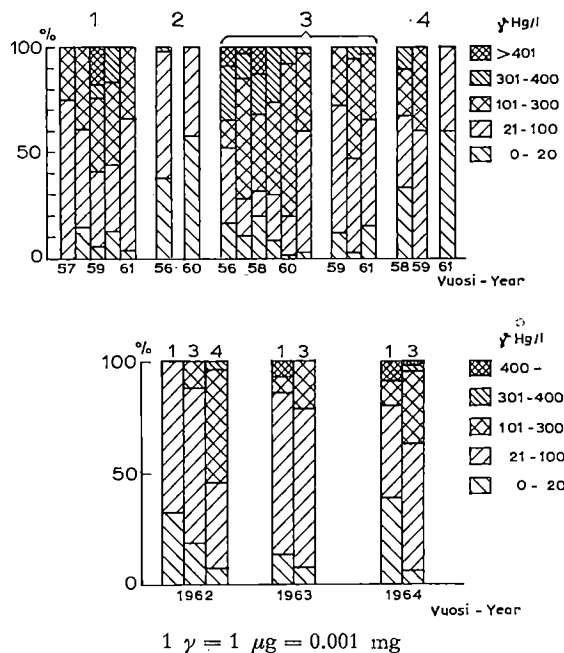 1 2 3 4
% γ Hg/l
100
50
0
>401
301-400
101-300
21-100
0-20
57 59 61 56 60 56 58 60 59 61 58 59 61
Vuosi - Year
% 1 3 4 1 3 1 3 γ Hg/l
100
50
0
400-
301-400
101-300
21-100
0-20
1962 1963 1964
Vuosi - Year
1 γ = 1 μg = 0.001 mg